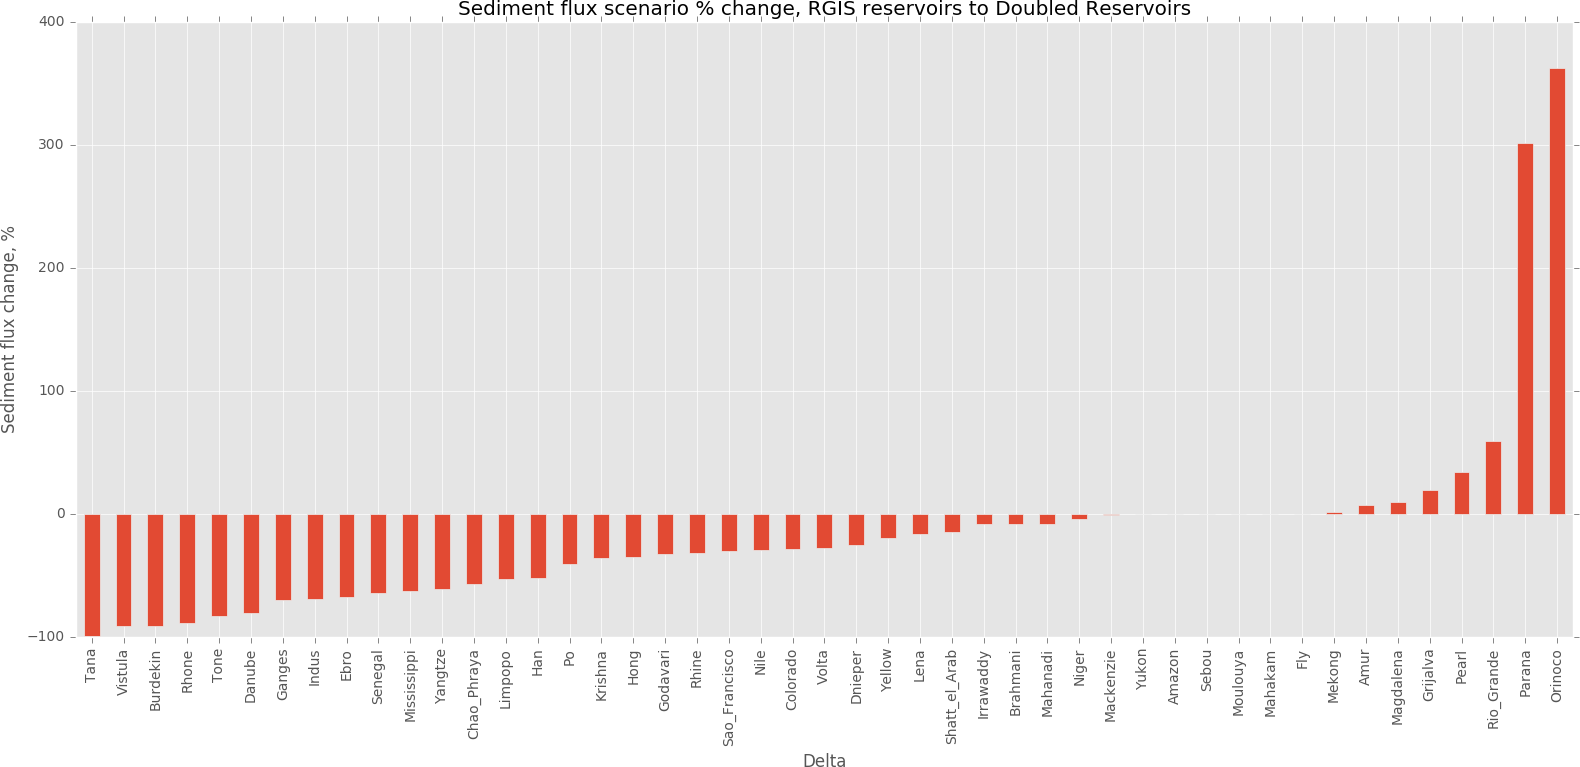 Sediment flux scenario % change, RGIS reservoirs to Doubled Reservoirs
Sediment flux change, %
400
300
200
100
0
−100
Tana
Vistula
Burdekin
Rhone
Tone
Danube
Ganges
Indus
Ebro
Senegal
Mississippi
Yangtze
Chao_Phraya
Limpopo
Han
Po
Krishna
Hong
Godavari
Rhine
Sao_Francisco
Nile
Colorado
Volta
Dnieper
Yellow
Lena
Shatt_el_Arab
Irrawaddy
Brahmani
Mahanadi
Niger
Mackenzie
Yukon
Amazon
Sebou
Moulouya
Mahakam
Fly
Mekong
Amur
Magdalena
Grijalva
Pearl
Rio_Grande
Parana
Orinoco
Delta